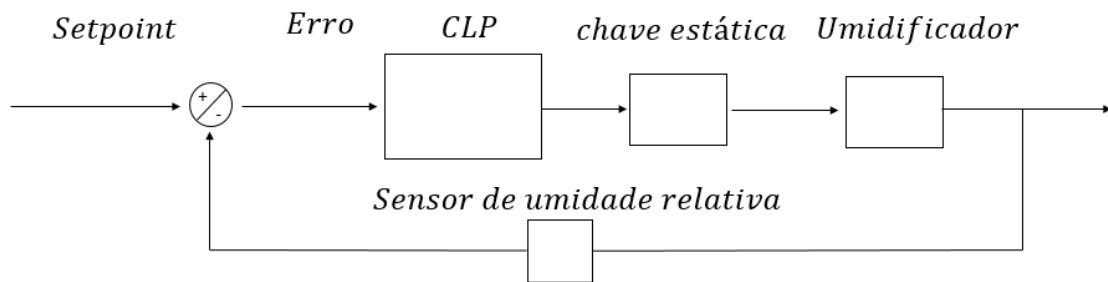 Setpoint
Erro
CLP
chave estática
Umidificador
+
-
Sensor de umidade relativa